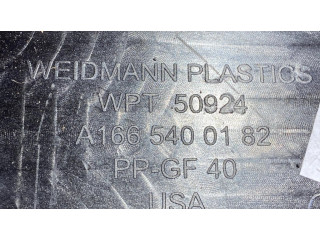 WEIDMANN PLASTICS
WPT 50924
A166 540 01 82
PP-GF 40
USA